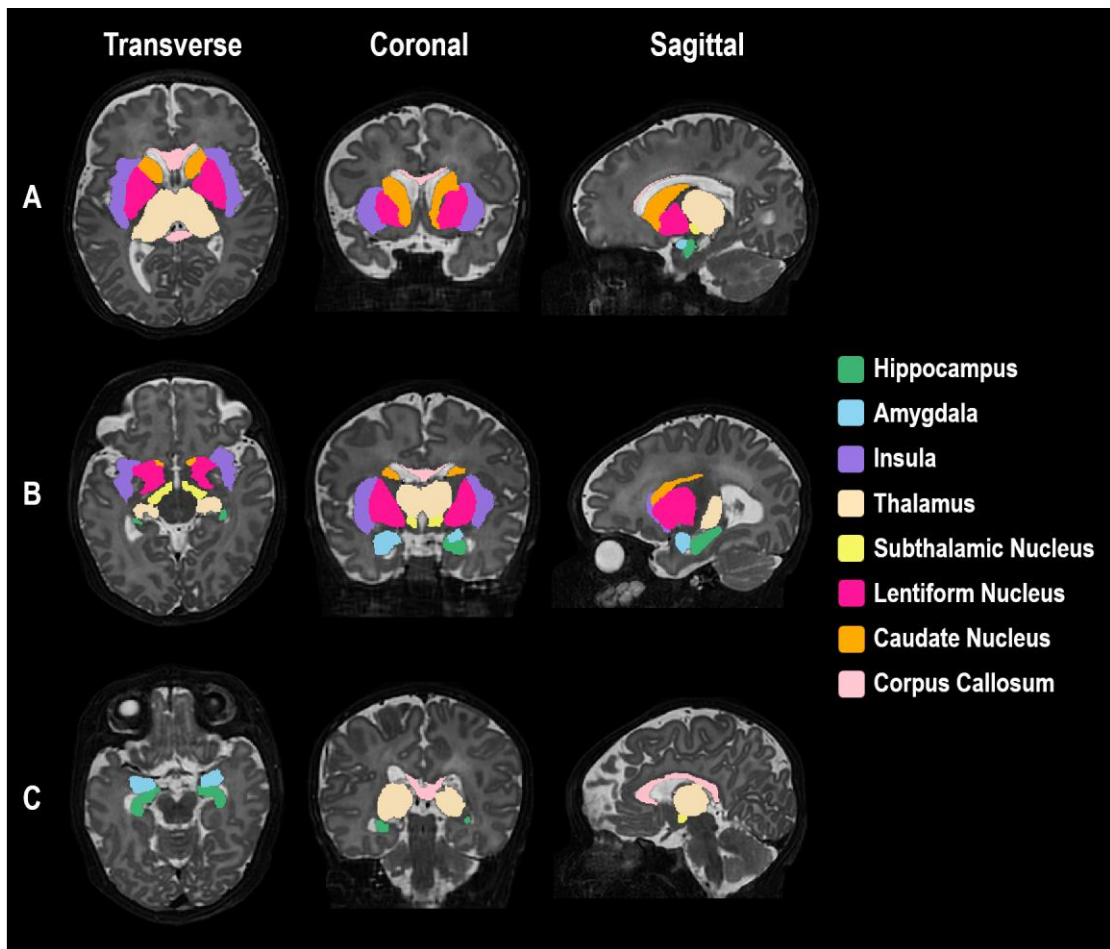 Transverse
Coronal
Sagittal
A
B
C
Hippocampus
Amygdala
Insula
Thalamus
Subthalamic Nucleus
Lentiform Nucleus
Caudate Nucleus
Corpus Callosum